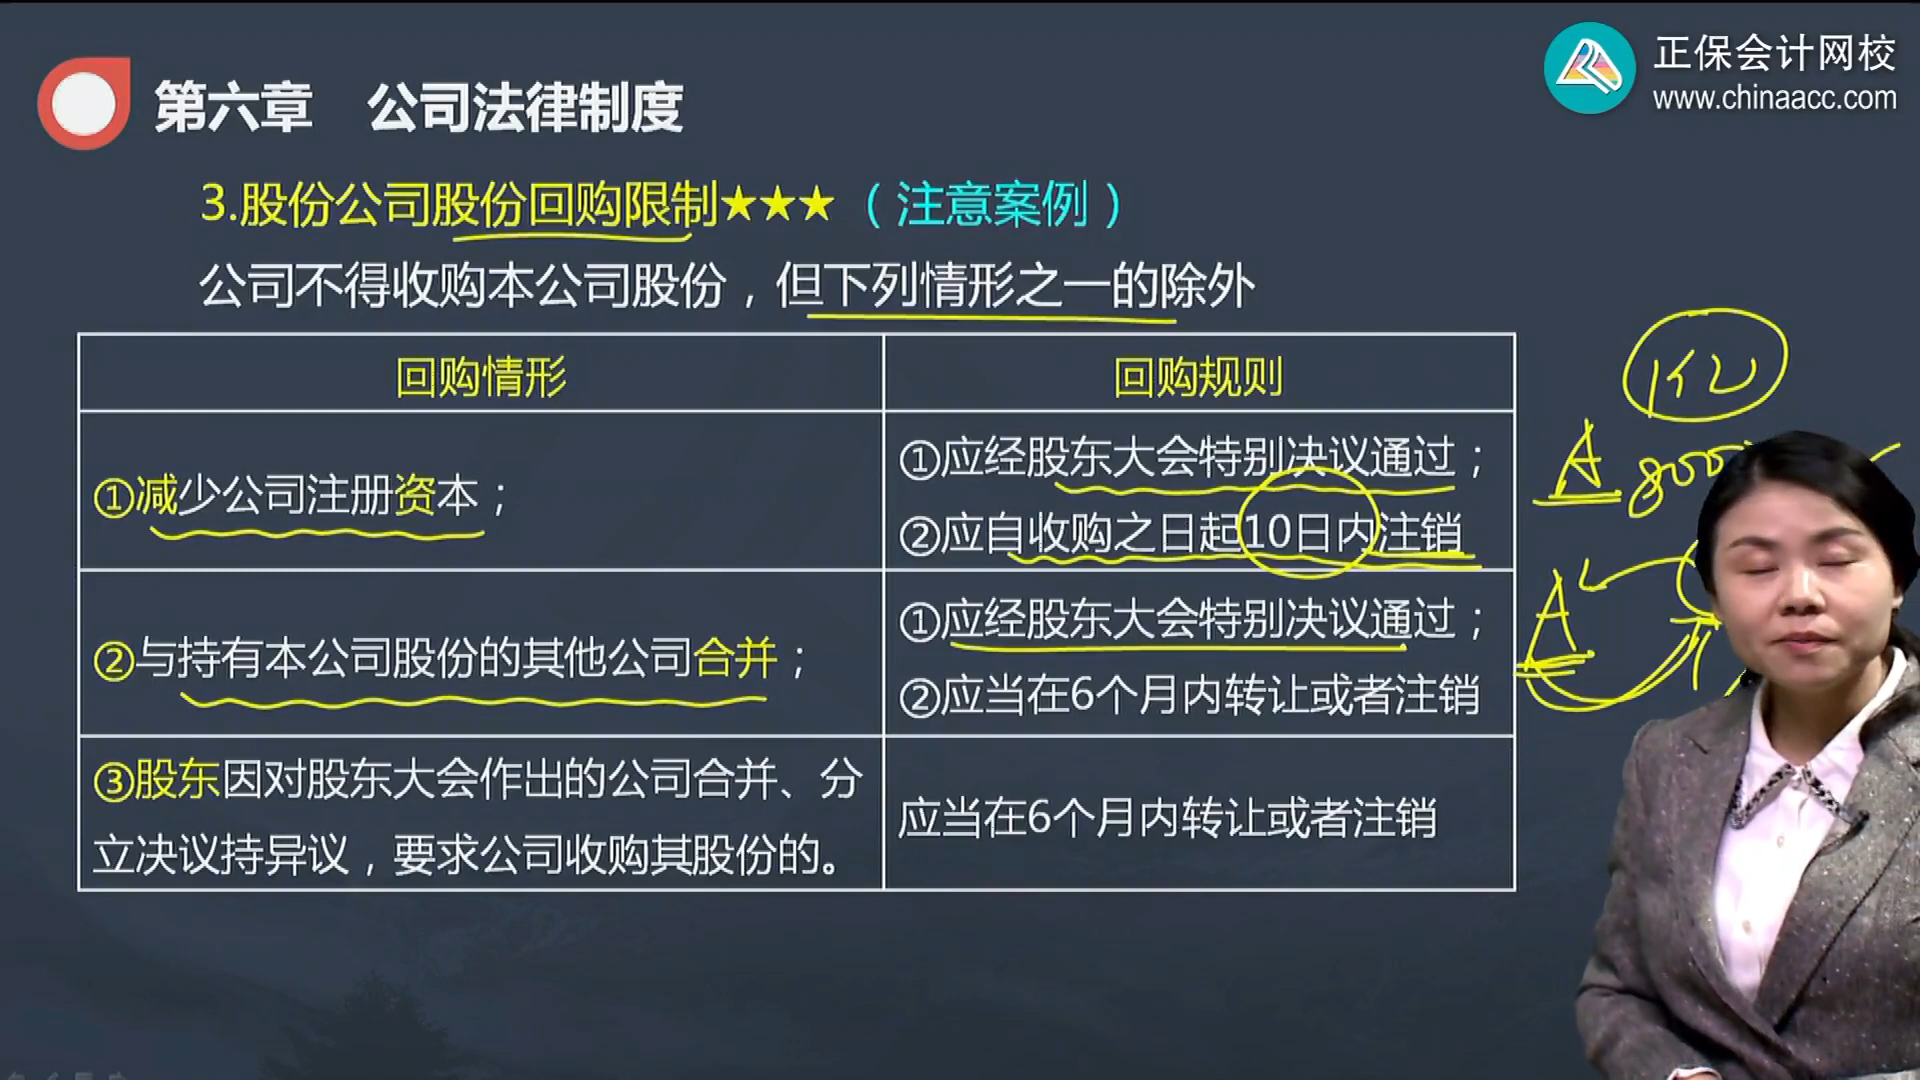 正保会计网校
www.chinaacc.com
第六章 公司法律制度
3.股份公司股份回购限制★★★（注意案例）
公司不得收购本公司股份，但下列情形之一的除外
回购情形
回购规则
①减少公司注册资本；
①应经股东大会特别决议通过；
②应自收购之日起10日内注销
②与持有本公司股份的其他公司合并；
①应经股东大会特别决议通过；
②应当在6个月内转让或者注销
③股东因对股东大会作出的公司合并、分
立决议持异议，要求公司收购其股份的。
应当在6个月内转让或者注销
A
A